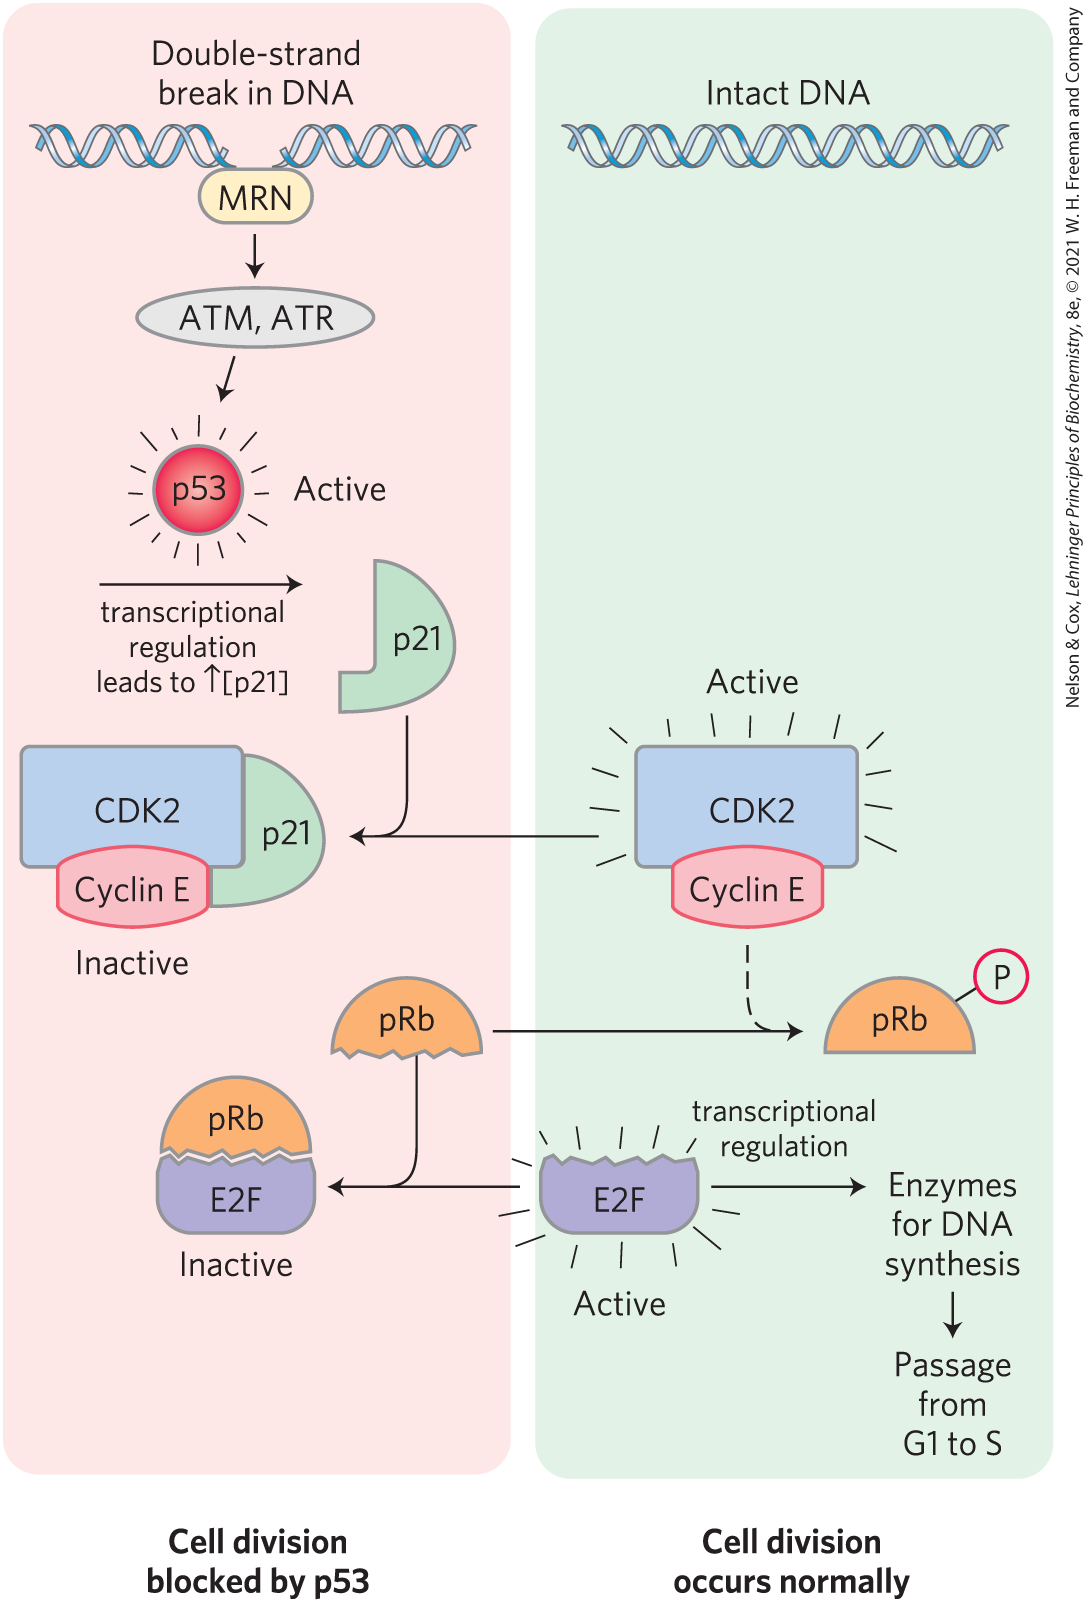 Double-strand
break in DNA
MRN
ATM, ATR
p53
Active
transcriptional
regulation
leads to ↑[p21]
p21
CDK2
p21
Cyclin E
Inactive
pRb
pRb
E2F
Inactive
Cell division
blocked by p53
Intact DNA
Active
CDK2
Cyclin E
pRb
P
transcriptional
regulation
E2F
Active
Enzymes
for DNA
synthesis
Passage
from
G1 to S
Cell division
occurs normally
Nelson & Cox, Lehninger Principles of Biochemistry, 8e, © 2021 W. H. Freeman and Company